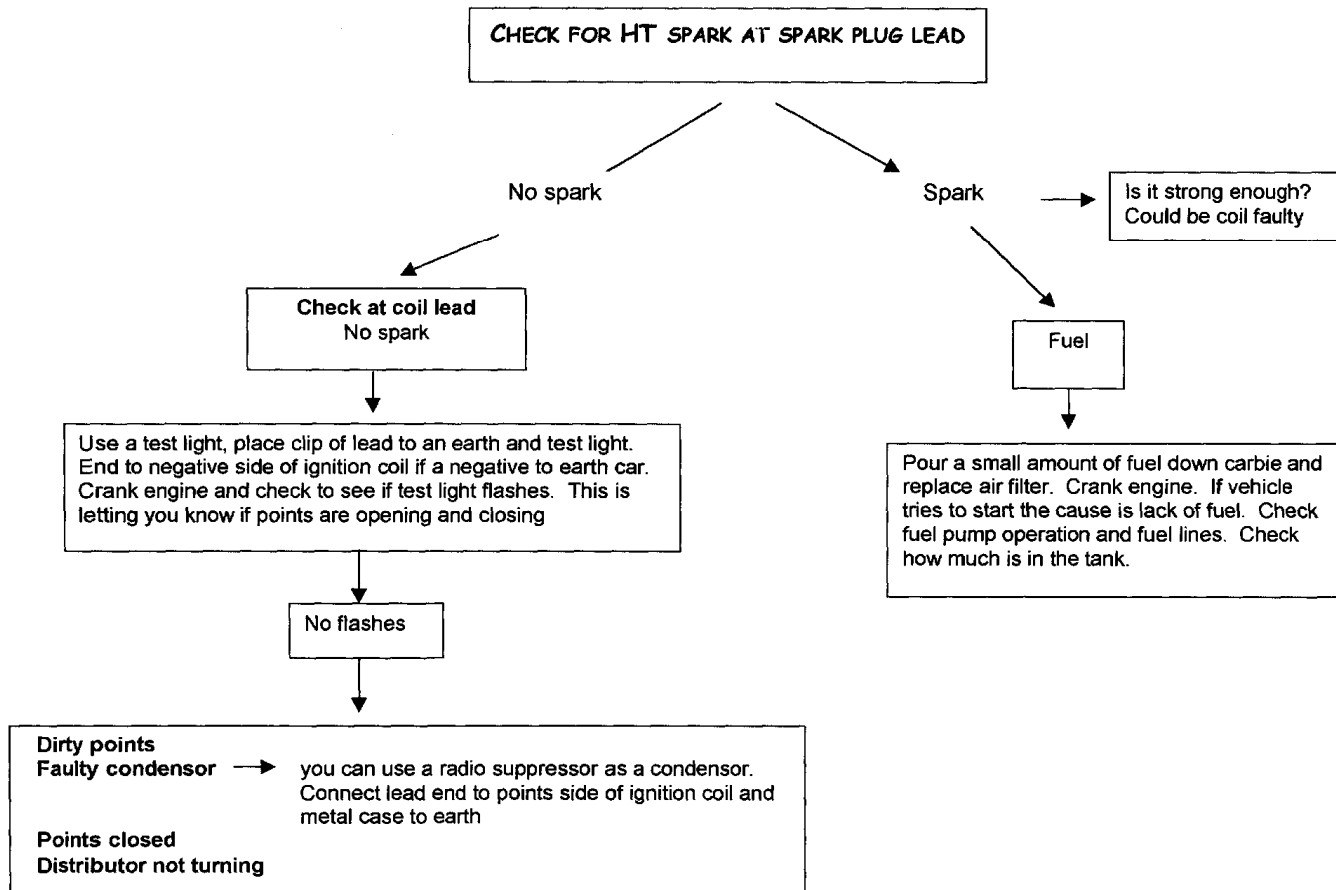 CHECK FOR HT SPARK AT SPARK PLUG LEAD
No spark
Spark
Is it strong enough?
Could be coil faulty
Check at coil lead
No spark
Fuel
Use a test light, place clip of lead to an earth and test light.
End to negative side of ignition coil if a negative to earth car.
Crank engine and check to see if test light flashes. This is
letting you know if points are opening and closing
Pour a small amount of fuel down carbie and
replace air filter. Crank engine. If vehicle
tries to start the cause is lack of fuel. Check
fuel pump operation and fuel lines. Check
how much is in the tank.
No flashes
Dirty points
Faulty condensor
you can use a radio suppressor as a condensor.
Connect lead end to points side of ignition coil and
metal case to earth
Points closed
Distributor not turning